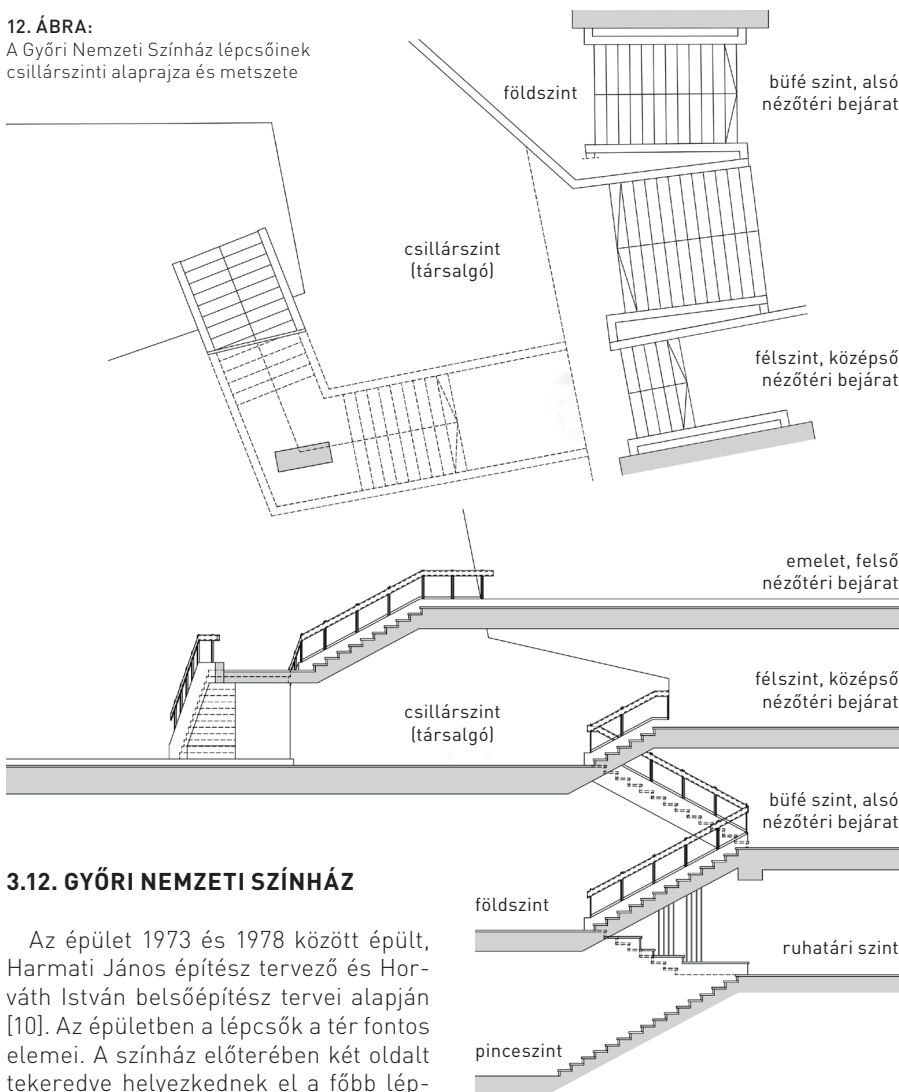 12. ÁBRA:
A Győri Nemzeti Színház lépcsőinek
csillárszinti alaprajza és metszete
földszint
büfé szint, alsó
nézőtéri bejárat
csillárszint
(társalgó)
félszint, középső
nézőtéri bejárat
emelet, felső
nézőtéri bejárat
félszint, középső
nézőtéri bejárat
csillárszint
(társalgó)
büfé szint, alsó
nézőtéri bejárat
földszint
ruhatári szint
pinceszint
3.12. GYŐRI NEMZETI SZÍNHÁZ
Az épület 1973 és 1978 között épült,
Harmati János építész tervező és Hor-
váth István belsőépítész tervei alapján
[10]. Az épületben a lépcsők a tér fontos
elemei. A színház előterében két oldalt
tekeredve helyezkednek el a főbb lép-